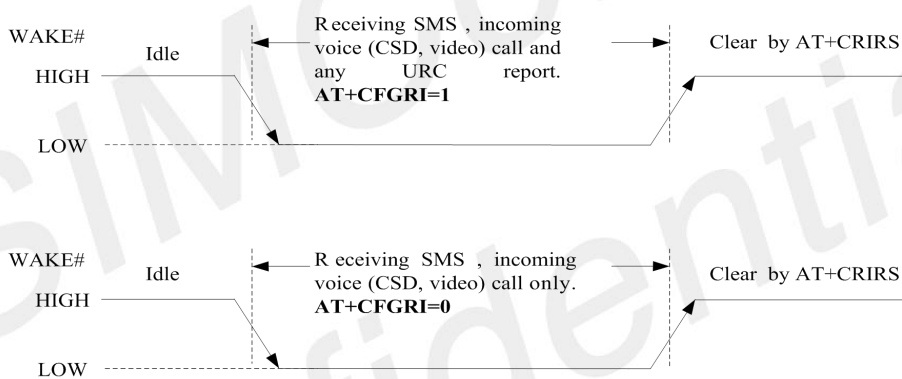 WAKE#
Idle
HIGH
LOW
Receiving SMS , incoming
voice (CSD, video) call and
any URC report.
AT+CFGRI=1
Clear by AT+CRIRS
WAKE#
Idle
HIGH
LOW
R eceiving SMS , incoming
voice (CSD, video) call only.
AT+CFGRI=0
Clear by AT+CRIRS